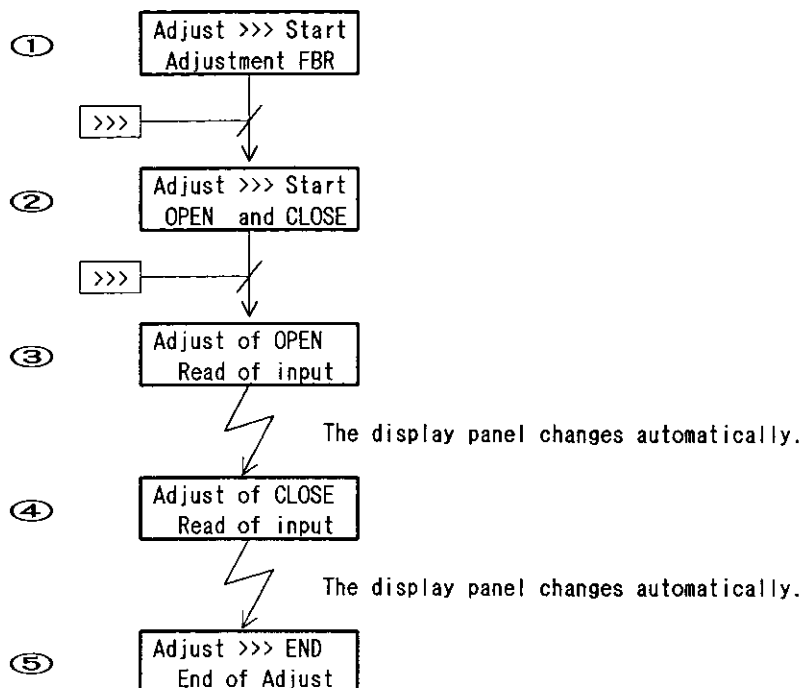 ① Adjust >>> Start
Adjustment FBR
>>>
② Adjust >>> Start
OPEN and CLOSE
>>>
③ Adjust of OPEN
Read of input
The display panel changes automatically.
④ Adjust of CLOSE
Read of input
The display panel changes automatically.
⑤ Adjust >>> END
End of Adjust